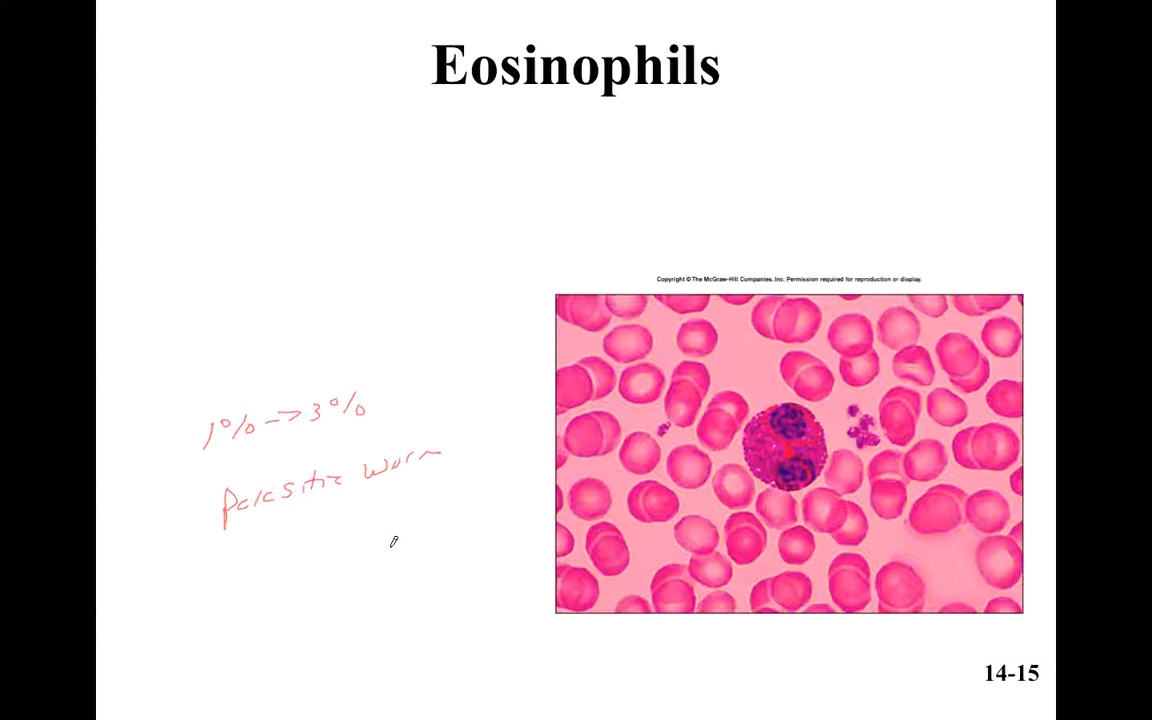 Eosinophils
Copyright © The McGraw-Hill Companies, Inc. Permission required for reproduction or display.
1% -> 3%
Parasitic worm
14-15